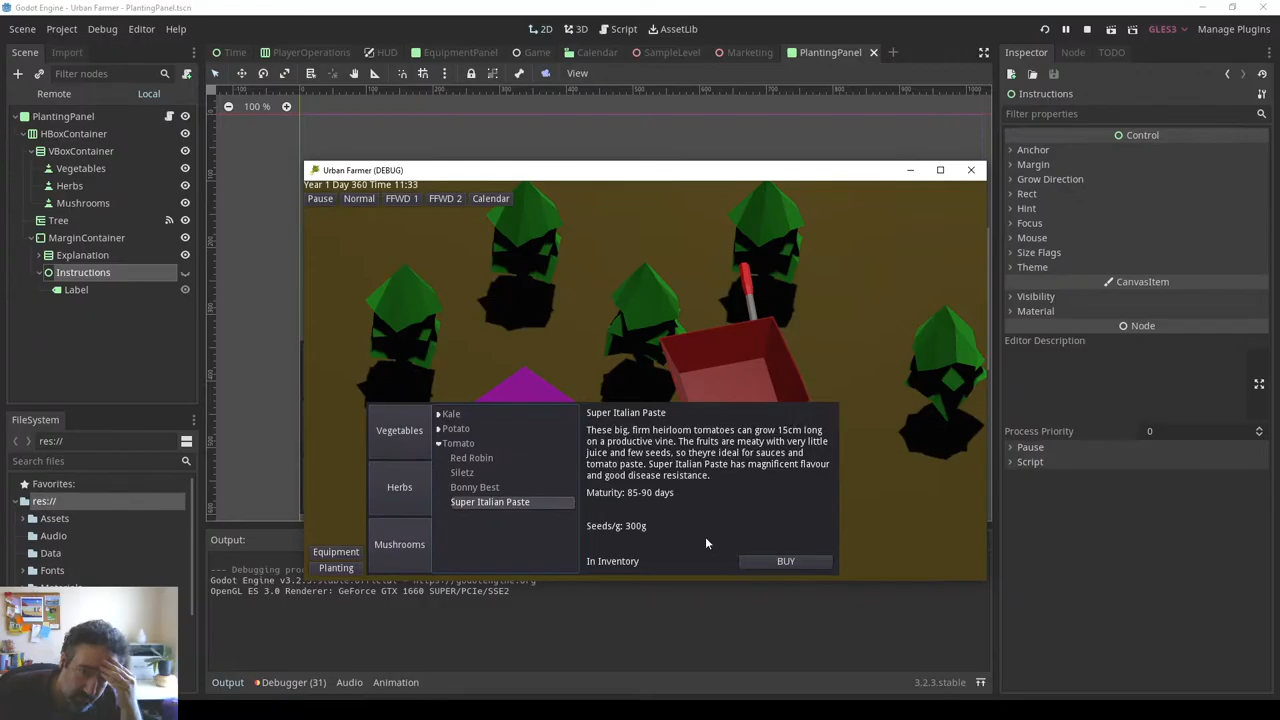 Godot Engine - Urban Farmer - PlantingPanel.tscn
Scene Project Debug Editor Help
2D 3D Script AssetLib
GLES3 Manage Plugins
Scene Import
Time PlayerOperations HUD EquipmentPanel Game Calendar SampleLevel Marketing PlantingPanel
Inspector Node TODO
Filter nodes
View
Remote Local
Instructions
100 %
Filter properties
PlantingPanel
HBoxContainer
VBoxContainer
Vegetables
Herbs
Mushrooms
Tree
MarginContainer
Explanation
Instructions
Label
Control
Anchor
Margin
Grow Direction
Rect
Hint
Focus
Mouse
Size Flags
Theme
CanvasItem
Visibility
Material
Node
Editor Description
Process Priority 0
Pause
Script
Urban Farmer (DEBUG)
Year 1 Day 360 Time 11:33
Pause Normal FFWD 1 FFWD 2 Calendar
Vegetables
Herbs
Mushrooms
Kale
Potato
Tomato
Red Robin
Siletz
Bonny Best
Super Italian Paste
Super Italian Paste
These big, firm heirloom tomatoes can grow 15cm long
on a productive vine. The fruits are meaty with very little
juice and few seeds, so theyre ideal for sauces and
tomato paste. Super Italian Paste has magnificent flavour
and good disease resistance.
Maturity: 85-90 days
Seeds/g: 300g
In Inventory BUY
Equipment
Planting
FileSystem
res://
Search files
Favorites:
res://
Assets
Audio
Data
Fonts
Output:
--- Debugging
Godot Engine
OpenGL ES 3.0 Renderer: GeForce GTX 1660 SUPER/PCIe/SSE2
Output Debugger (31) Audio Animation
3.2.3.stable